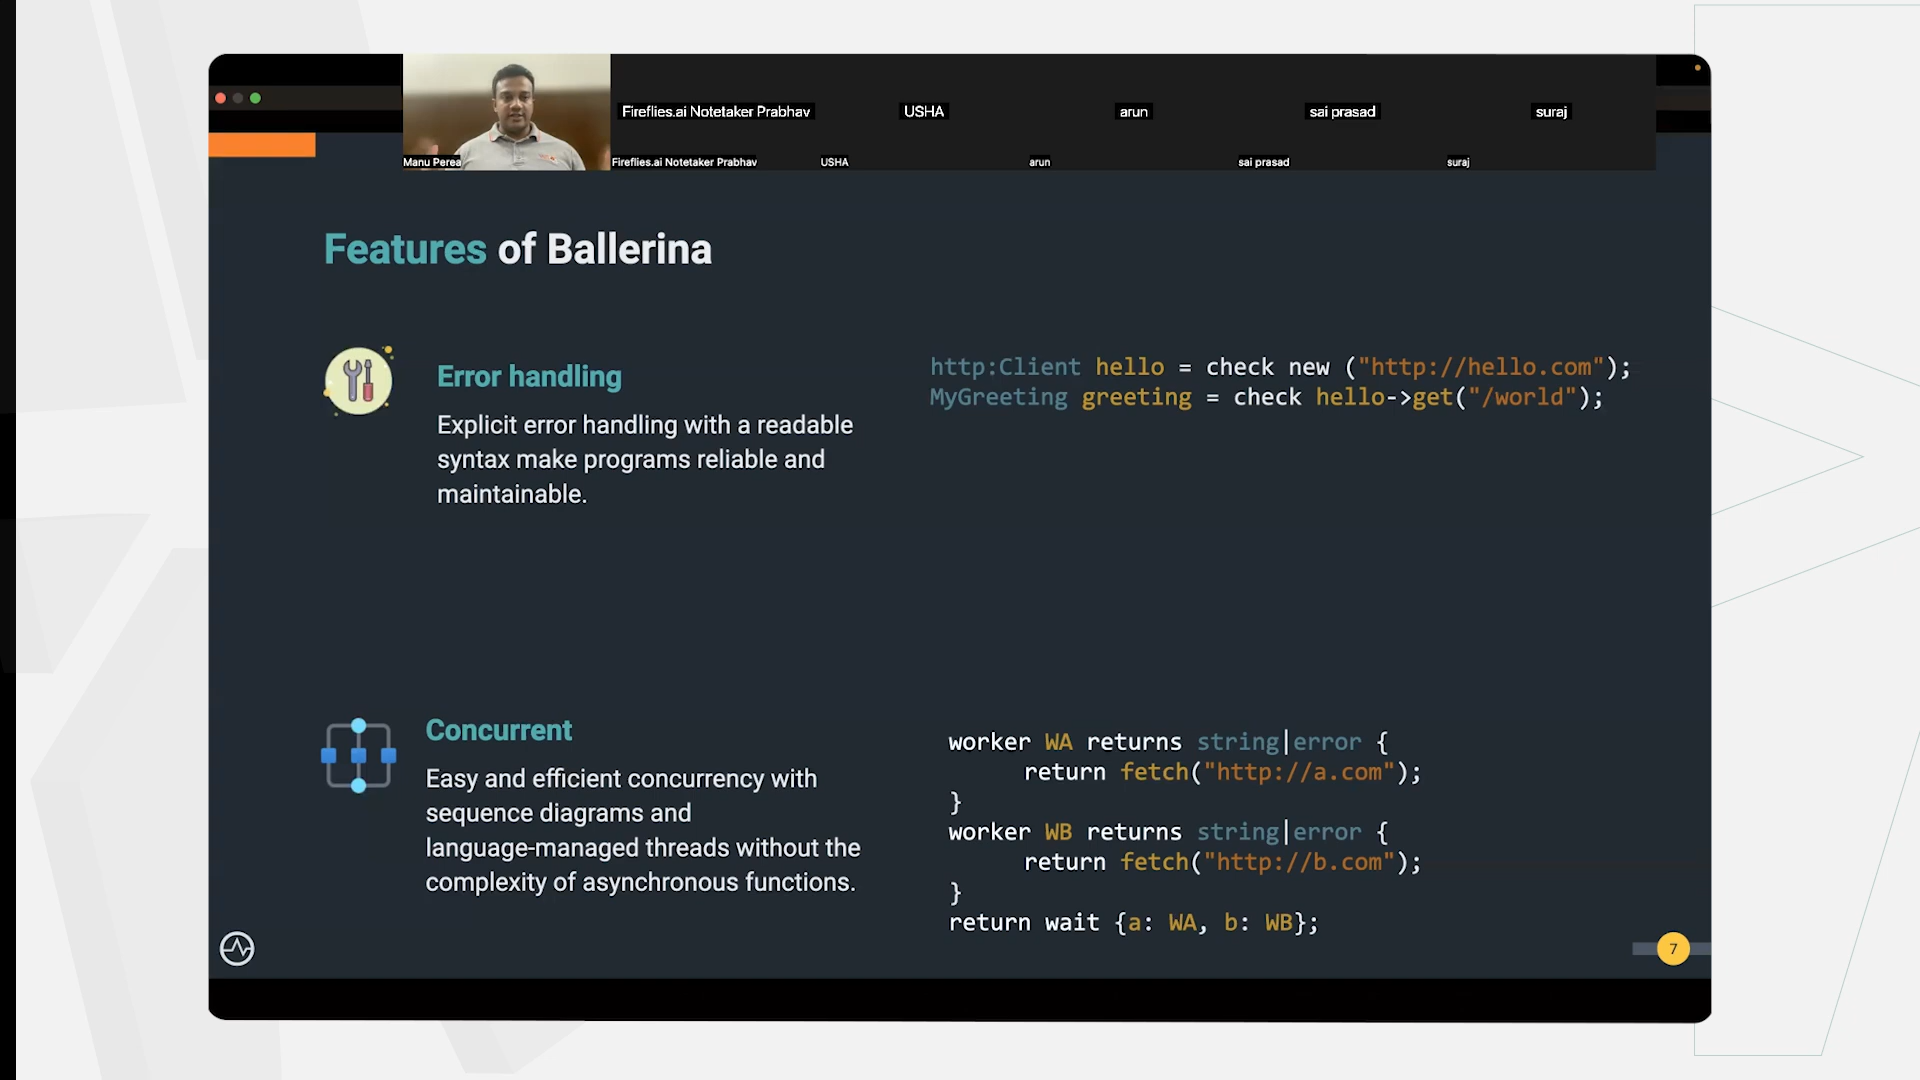 Fireflies.ai Notetaker Prabhav
USHA
arun
sai prasad
suraj
Manu Perea
Fireflies.ai Notetaker Prabhav
USHA
arun
sai prasad
suraj
Features of Ballerina
Error handling
Explicit error handling with a readable
syntax make programs reliable and
maintainable.
http:Client hello = check new ("http://hello.com");
MyGreeting greeting = check hello->get("/world");
Concurrent
Easy and efficient concurrency with
sequence diagrams and
language-managed threads without the
complexity of asynchronous functions.
worker WA returns string|error {
return fetch("http://a.com");
}
worker WB returns string|error {
return fetch("http://b.com");
}
return wait {a: WA, b: WB};
7